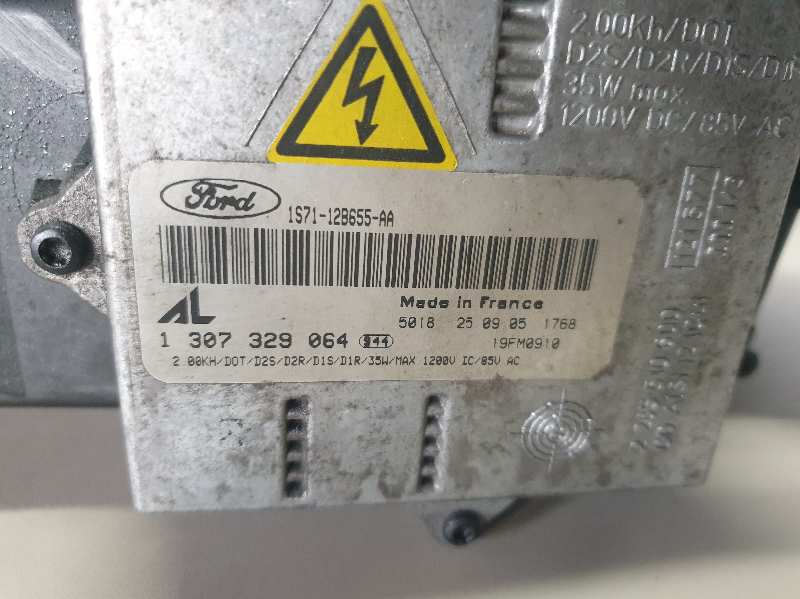 2.00Kh/DOT
D2S/D2R/D1S/D1R
35W max.
1200V DC/85V AC
Ford
1S71-12B655-AA
AL
Made in France
5018 25 09 05 1768
1 307 329 064 944
19FM0910
2.00KH/DOT/D2S/D2R/D1S/D1R/35W/MAX 1200V IC/85V AC